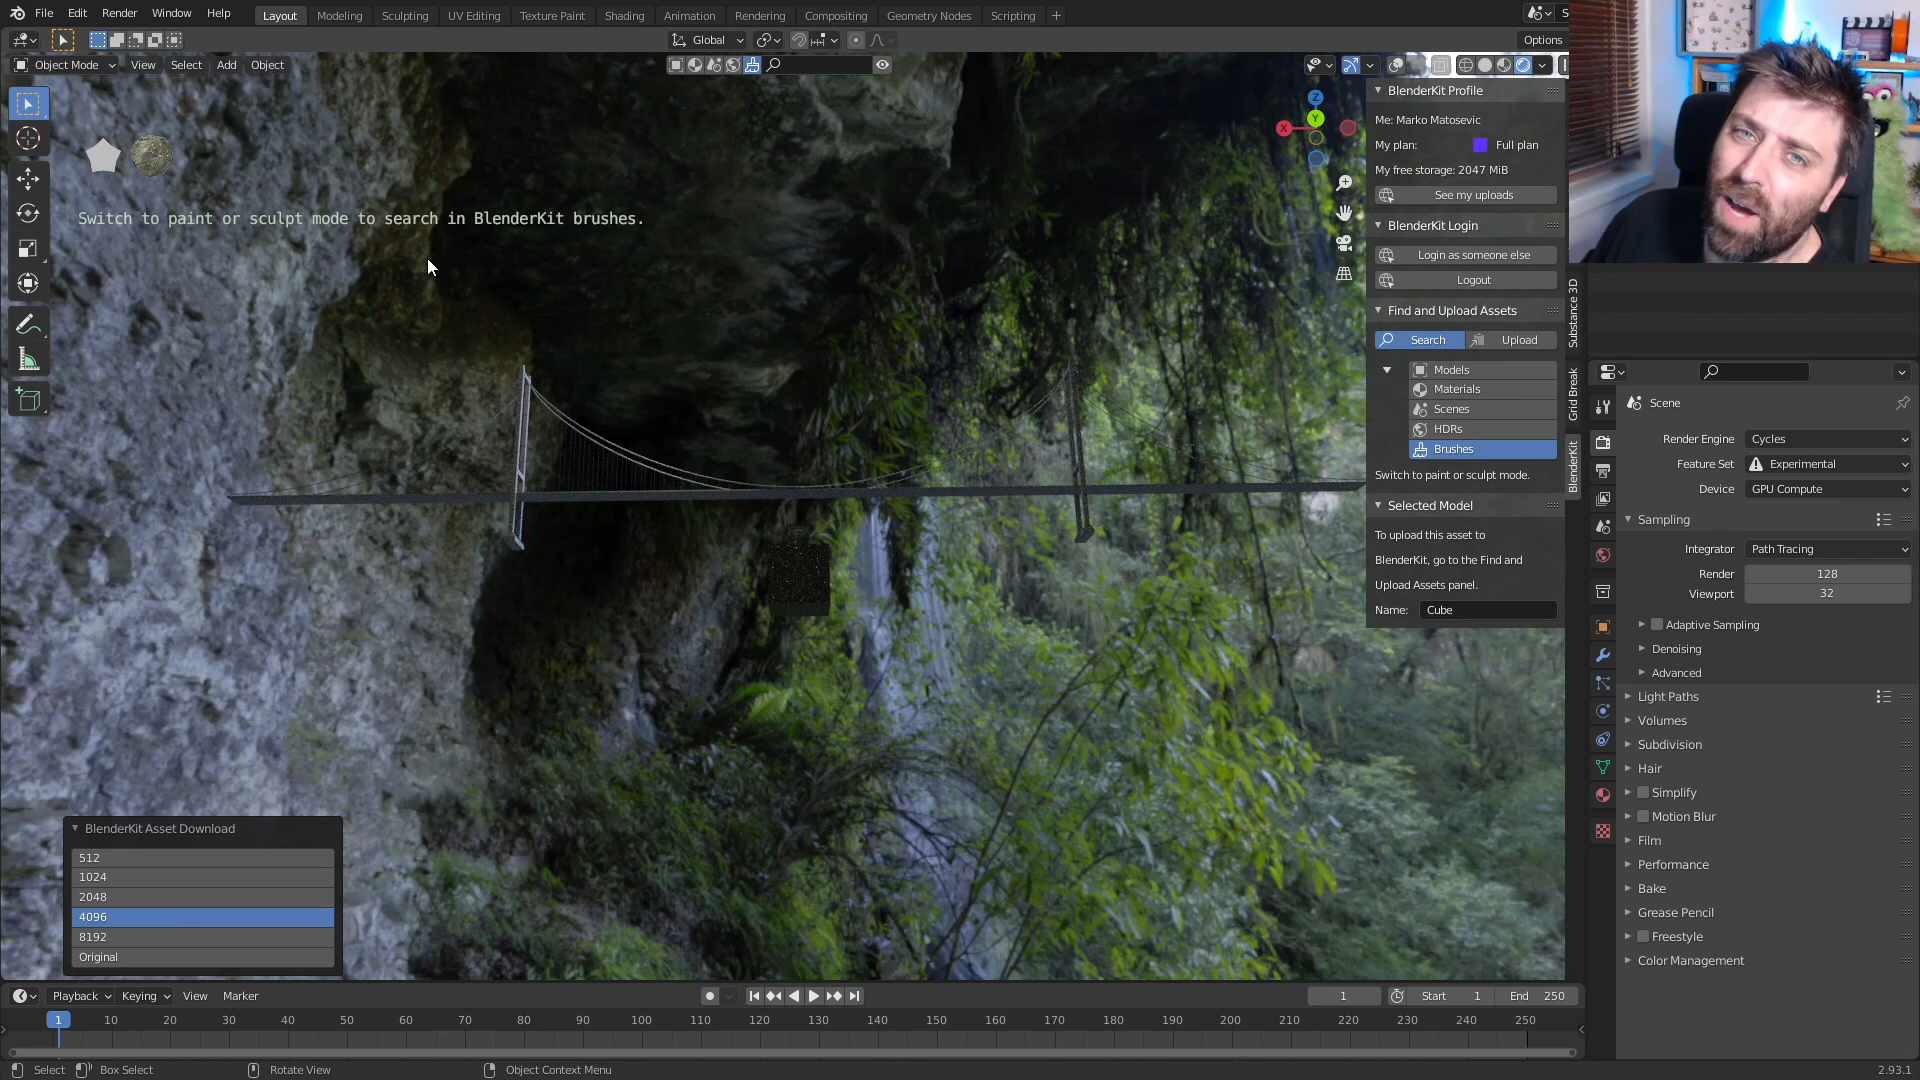 File Edit Render Window Help
Layout Modeling Sculpting UV Editing Texture Paint Shading Animation Rendering Compositing Geometry Nodes Scripting +
Global
Options
Object Mode View Select Add Object
Switch to paint or sculpt mode to search in BlenderKit brushes.
Z
Y
X
BlenderKit Profile
Me: Marko Matosevic
My plan: Full plan
My free storage: 2047 MiB
See my uploads
BlenderKit Login
Login as someone else
Logout
Find and Upload Assets
Search Upload
Models
Materials
Scenes
HDRs
Brushes
Switch to paint or sculpt mode.
Selected Model
To upload this asset to
BlenderKit, go to the Find and
Upload Assets panel.
Name: Cube
Substance 3D
Grid Break
BlenderKit
Scene
Render Engine Cycles
Feature Set Experimental
Device GPU Compute
Sampling
Integrator Path Tracing
Render 128
Viewport 32
Adaptive Sampling
Denoising
Advanced
Light Paths
Volumes
Subdivision
Hair
Simplify
Motion Blur
Film
Performance
Bake
Grease Pencil
Freestyle
Color Management
BlenderKit Asset Download
512
1024
2048
4096
8192
Original
Playback Keying View Marker
1 Start 1 End 250
1 10 20 30 40 50 60 70 80 90 100 110 120 130 140 150 160 170 180 190 200 210 220 230 240 250
Select Box Select Rotate View Object Context Menu
2.93.1